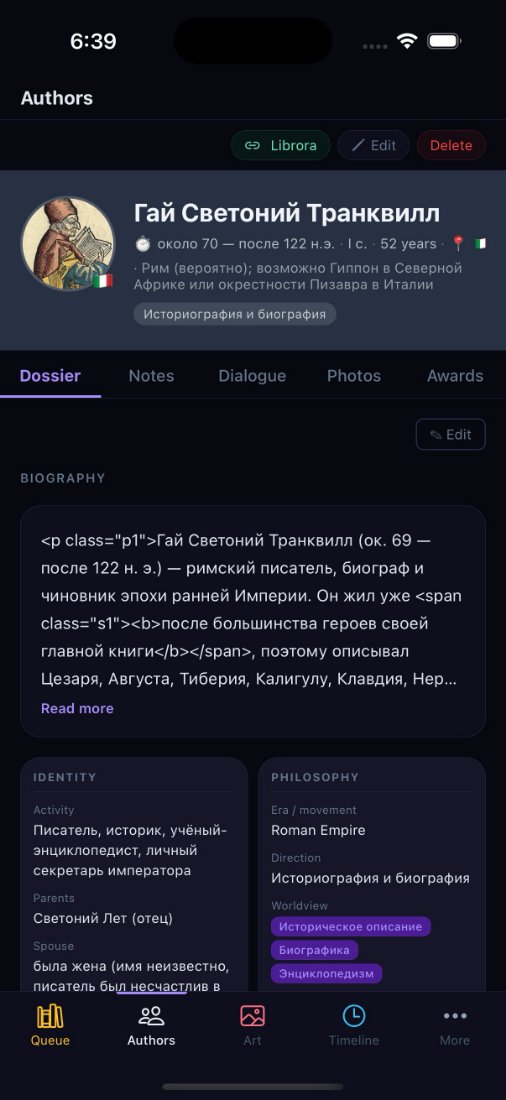 6:39
Authors
Librora
Edit
Delete
Гай Светоний Транквилл
около 70 — после 122 н.э. · I с. · 52 years ·
· Рим (вероятно); возможно Гиппон в Северной
Африке или окрестности Пизавра в Италии
Историография и биография
Dossier
Notes
Dialogue
Photos
Awards
Edit
BIOGRAPHY
<p class="p1">Гай Светоний Транквилл (ок. 69 —
после 122 н. э.) — римский писатель, биограф и
чиновник эпохи ранней Империи. Он жил уже <span
class="s1"><b>после большинства героев своей
главной книги</b></span>, поэтому описывал
Цезаря, Августа, Тиберия, Калигулу, Клавдия, Нер...
Read more
IDENTITY
Activity
Писатель, историк, учёный-
энциклопедист, личный
секретарь императора
Parents
Светоний Лет (отец)
Spouse
была жена (имя неизвестно,
писатель был несчастлив в
PHILOSOPHY
Era / movement
Roman Empire
Direction
Историография и биография
Worldview
Историческое описание
Биографика
Энциклопедизм
Queue
Authors
Art
Timeline
More